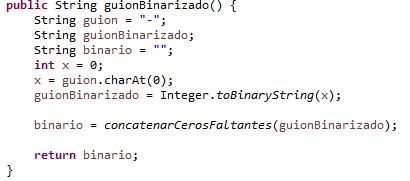 public String guionBinarizado() {
    String guion = "-";
    String guionBinarizado;
    String binario = "";
    int x = 0;
    x = guion.charAt(0);
    guionBinarizado = Integer.toBinaryString(x);

    binario = concatenarCerosFaltantes(guionBinarizado);

    return binario;
}